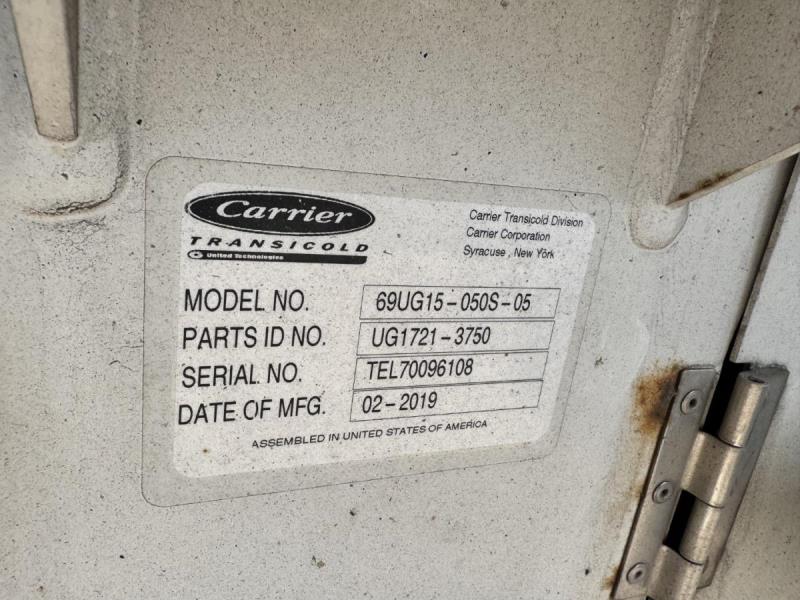 Carrier
TRANSICOLD
United Technologies
Carrier Transicold Division
Carrier Corporation
Syracuse , New York
MODEL NO. 69UG15-050S-05
PARTS ID NO. UG1721-3750
SERIAL NO. TEL70096108
DATE OF MFG. 02-2019
ASSEMBLED IN UNITED STATES OF AMERICA